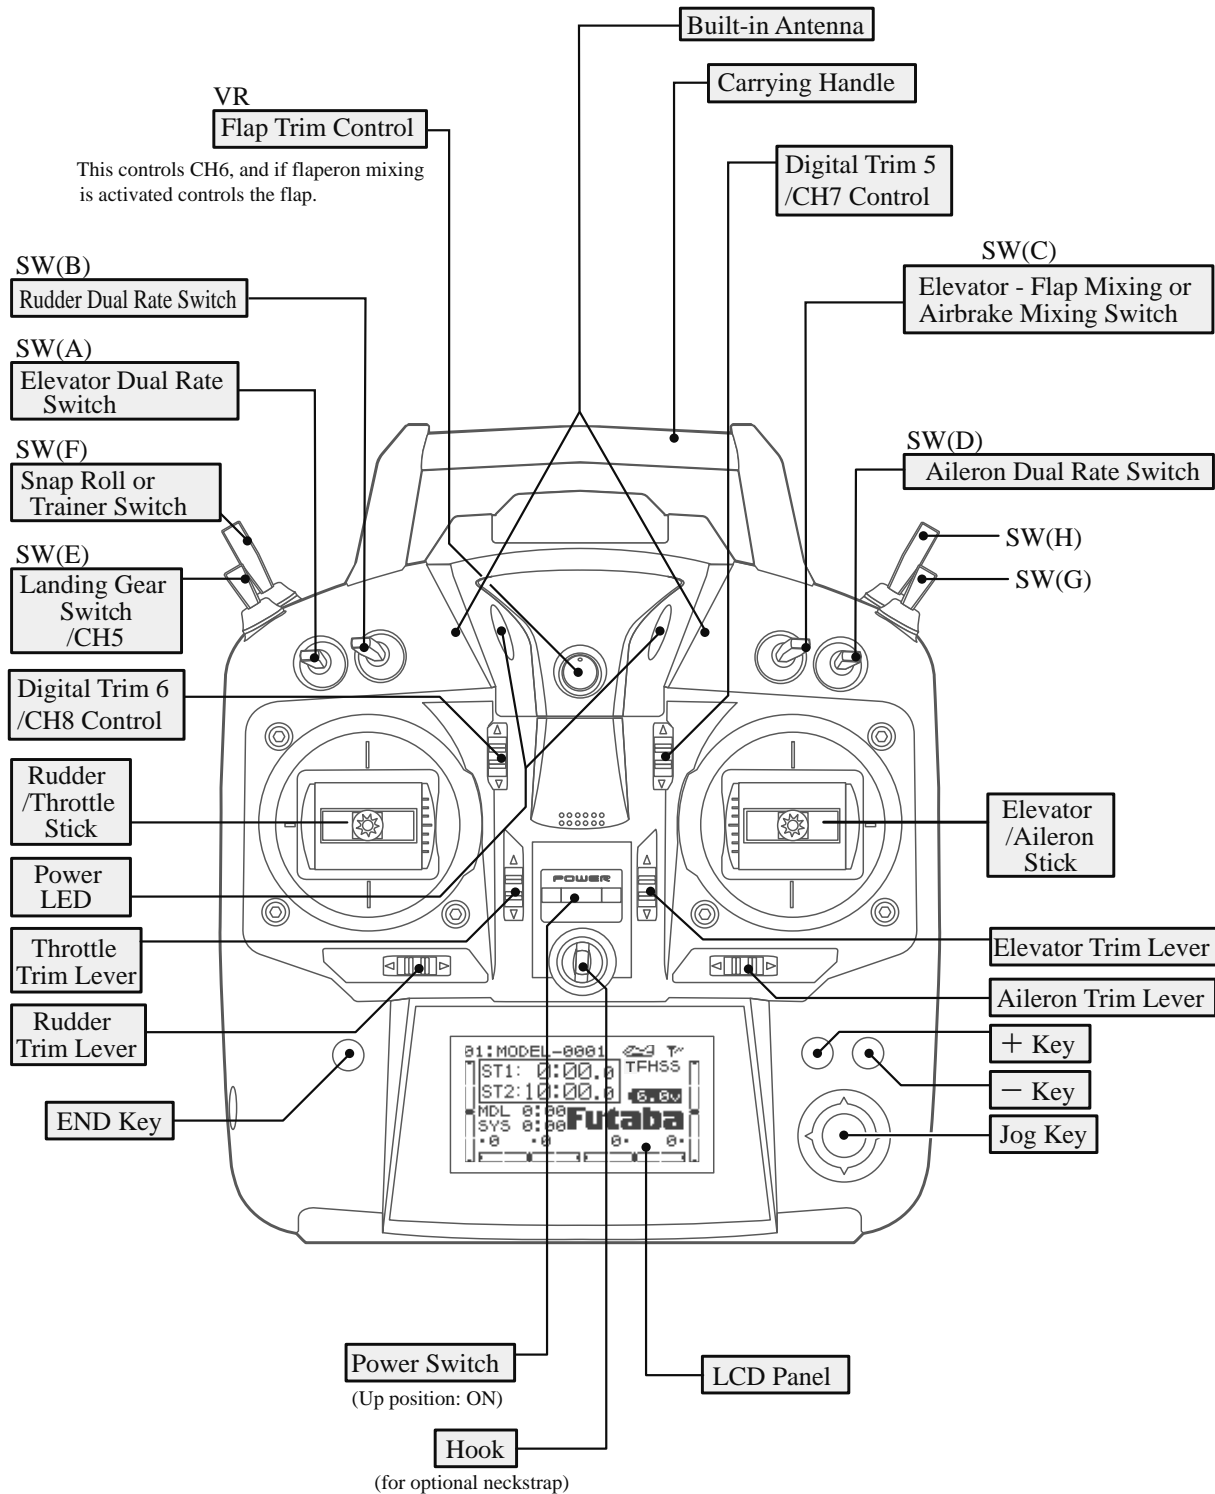 Built-in Antenna
Carrying Handle
VR
Flap Trim Control
This controls CH6, and if flaperon mixing
is activated controls the flap.
Digital Trim 5
/CH7 Control
SW(B)
Rudder Dual Rate Switch
SW(C)
Elevator - Flap Mixing or
Airbrake Mixing Switch
SW(A)
Elevator Dual Rate
Switch
SW(F)
Snap Roll or
Trainer Switch
SW(D)
Aileron Dual Rate Switch
SW(E)
Landing Gear
Switch
/CH5
SW(H)
SW(G)
Digital Trim 6
/CH8 Control
Rudder
/Throttle
Stick
Elevator
/Aileron
Stick
Power
LED
POWER
Throttle
Trim Lever
Elevator Trim Lever
Rudder
Trim Lever
Aileron Trim Lever
+ Key
- Key
Jog Key
END Key
01:MODEL-0001
TFHSS
ST1: 0:00.0
ST2:10:00.0
0.0V
MDL 0:00
SYS 0:00
Futaba
0 0 0 0
Power Switch
(Up position: ON)
LCD Panel
Hook
(for optional neckstrap)